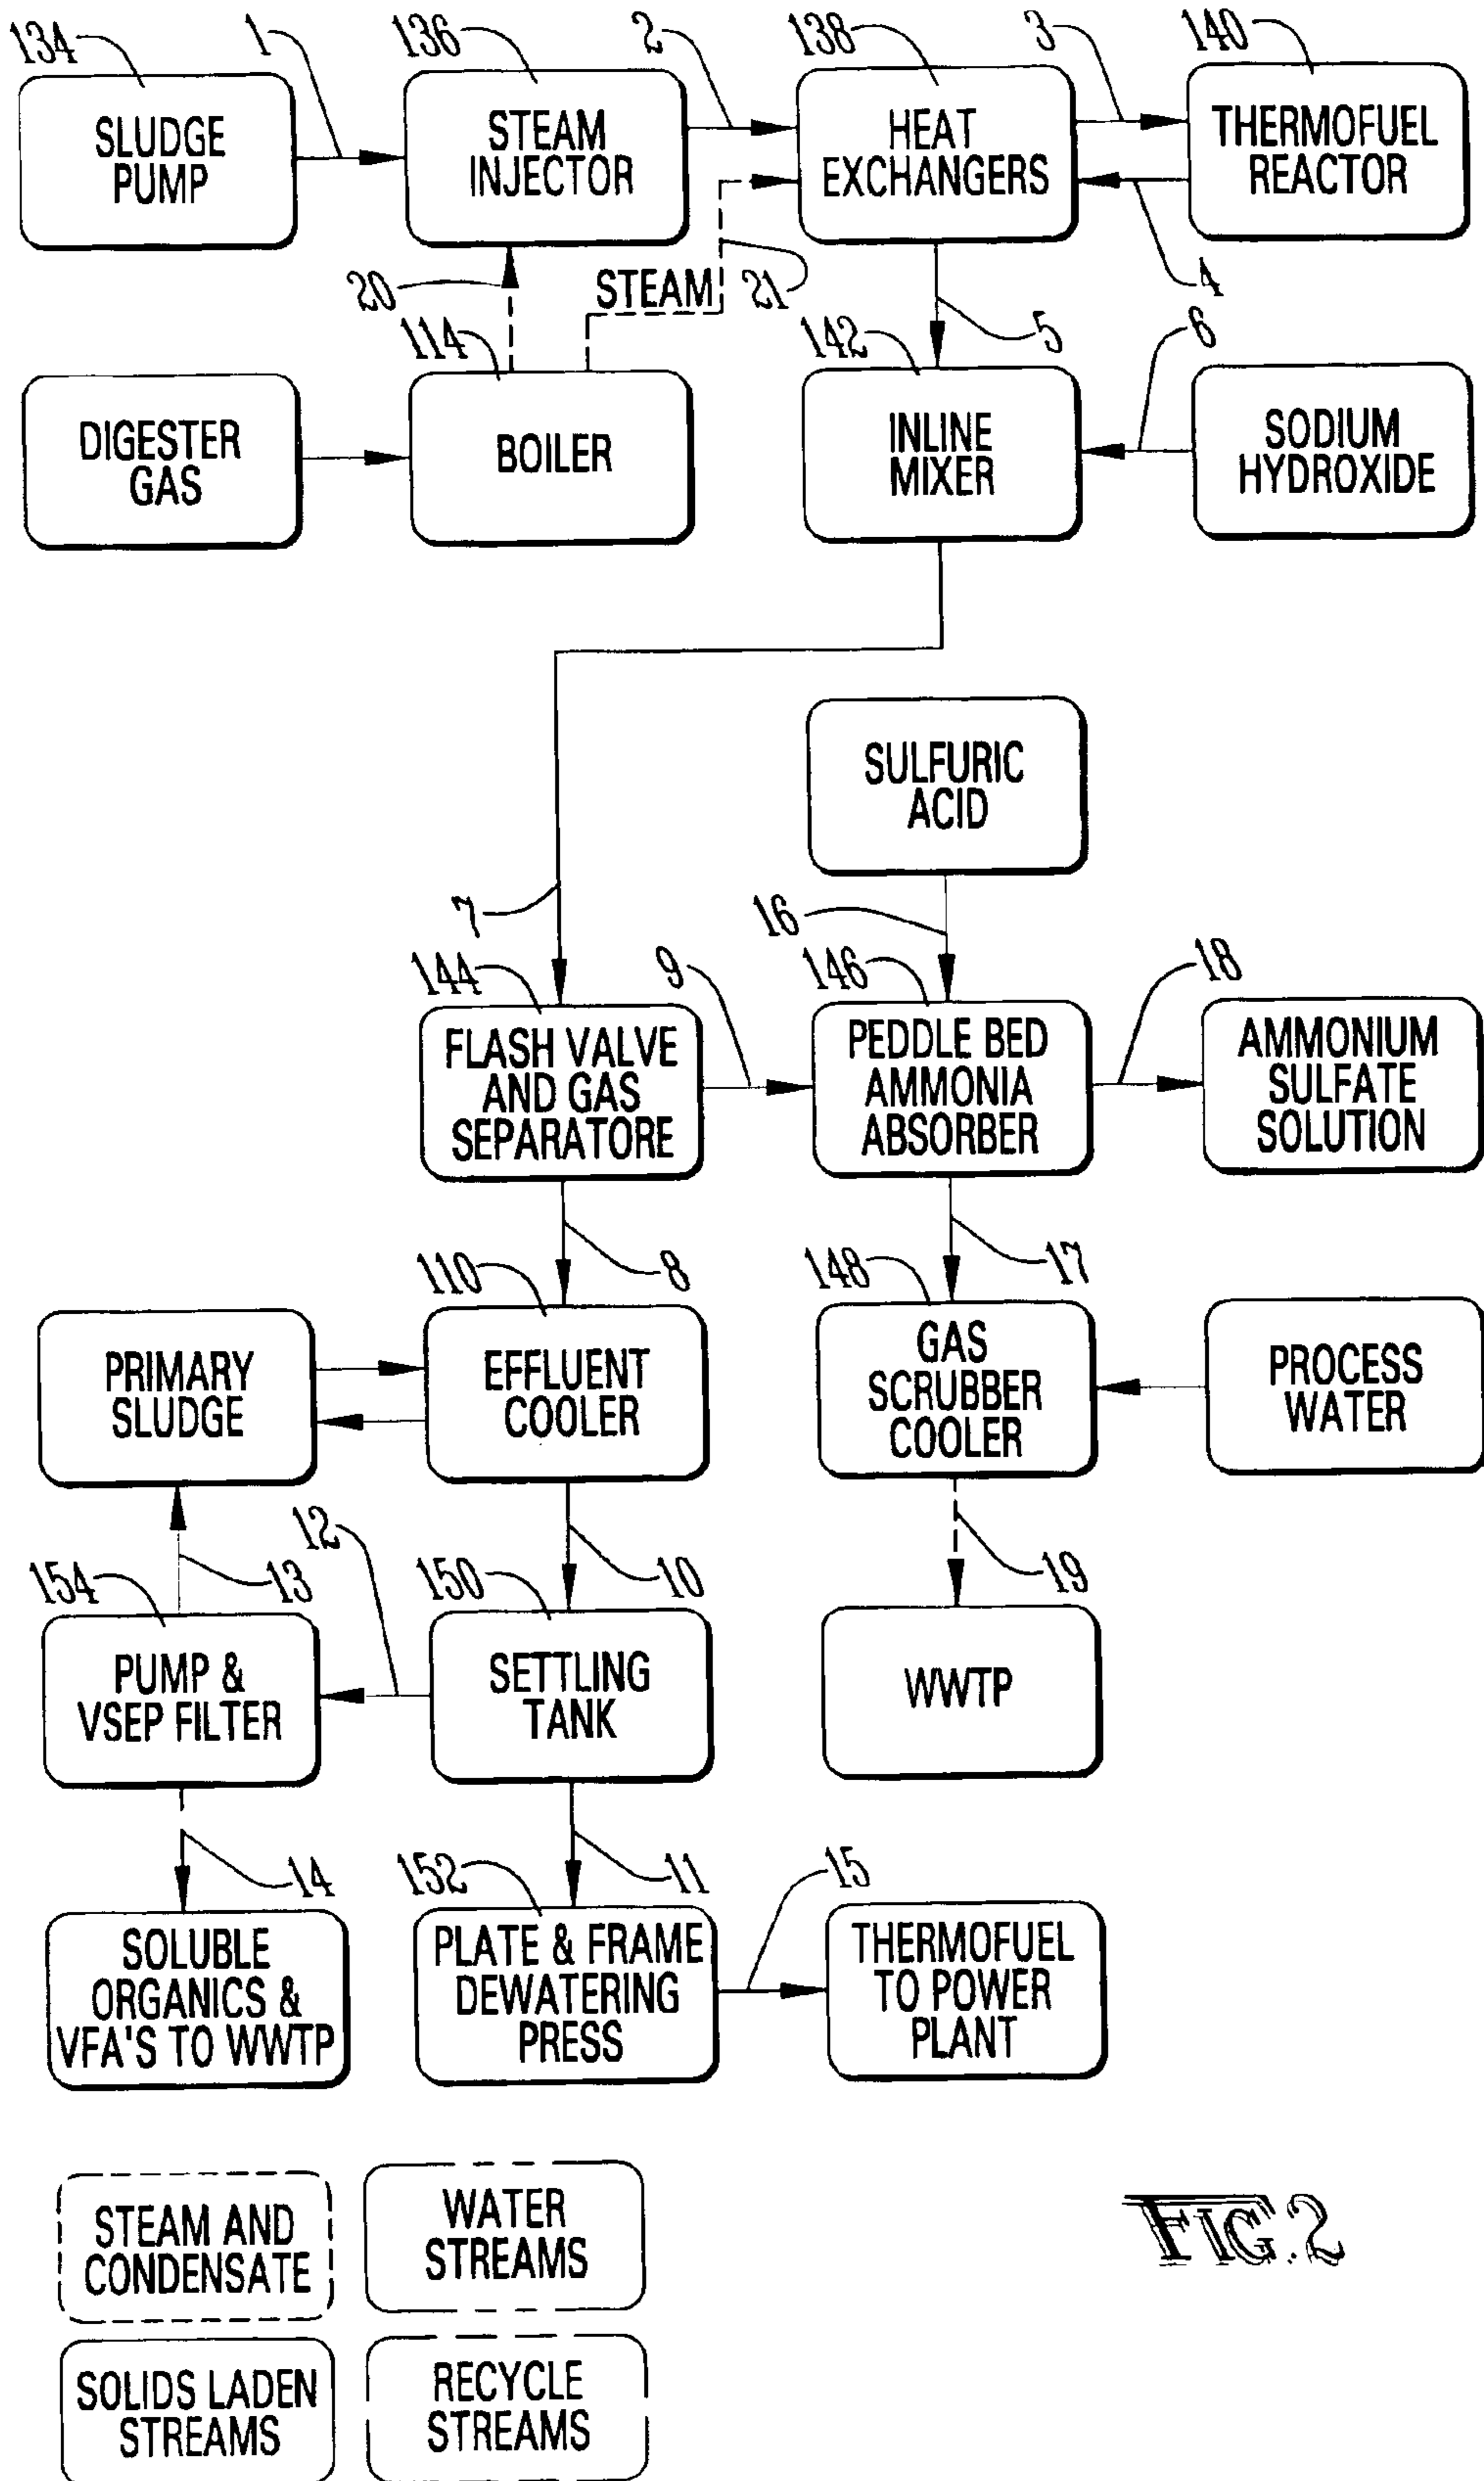 134
1
136
2
138
3
140
SLUDGE
PUMP
STEAM
INJECTOR
HEAT
EXCHANGERS
THERMOFUEL
REACTOR
20
STEAM
21
4
114
142
5
6
DIGESTER
GAS
BOILER
INLINE
MIXER
SODIUM
HYDROXIDE
SULFURIC
ACID
7
16
144
9
146
18
FLASH VALVE
AND GAS
SEPARATORE
PEDDLE BED
AMMONIA
ABSORBER
AMMONIUM
SULFATE
SOLUTION
110
8
148
17
PRIMARY
SLUDGE
EFFLUENT
COOLER
GAS
SCRUBBER
COOLER
PROCESS
WATER
154
13
12
150
10
19
PUMP &
VSEP FILTER
SETTLING
TANK
WWTP
14
152
11
15
SOLUBLE
ORGANICS &
VFA'S TO WWTP
PLATE & FRAME
DEWATERING
PRESS
THERMOFUEL
TO POWER
PLANT
STEAM AND
CONDENSATE
WATER
STREAMS
SOLIDS LADEN
STREAMS
RECYCLE
STREAMS
FIG. 2